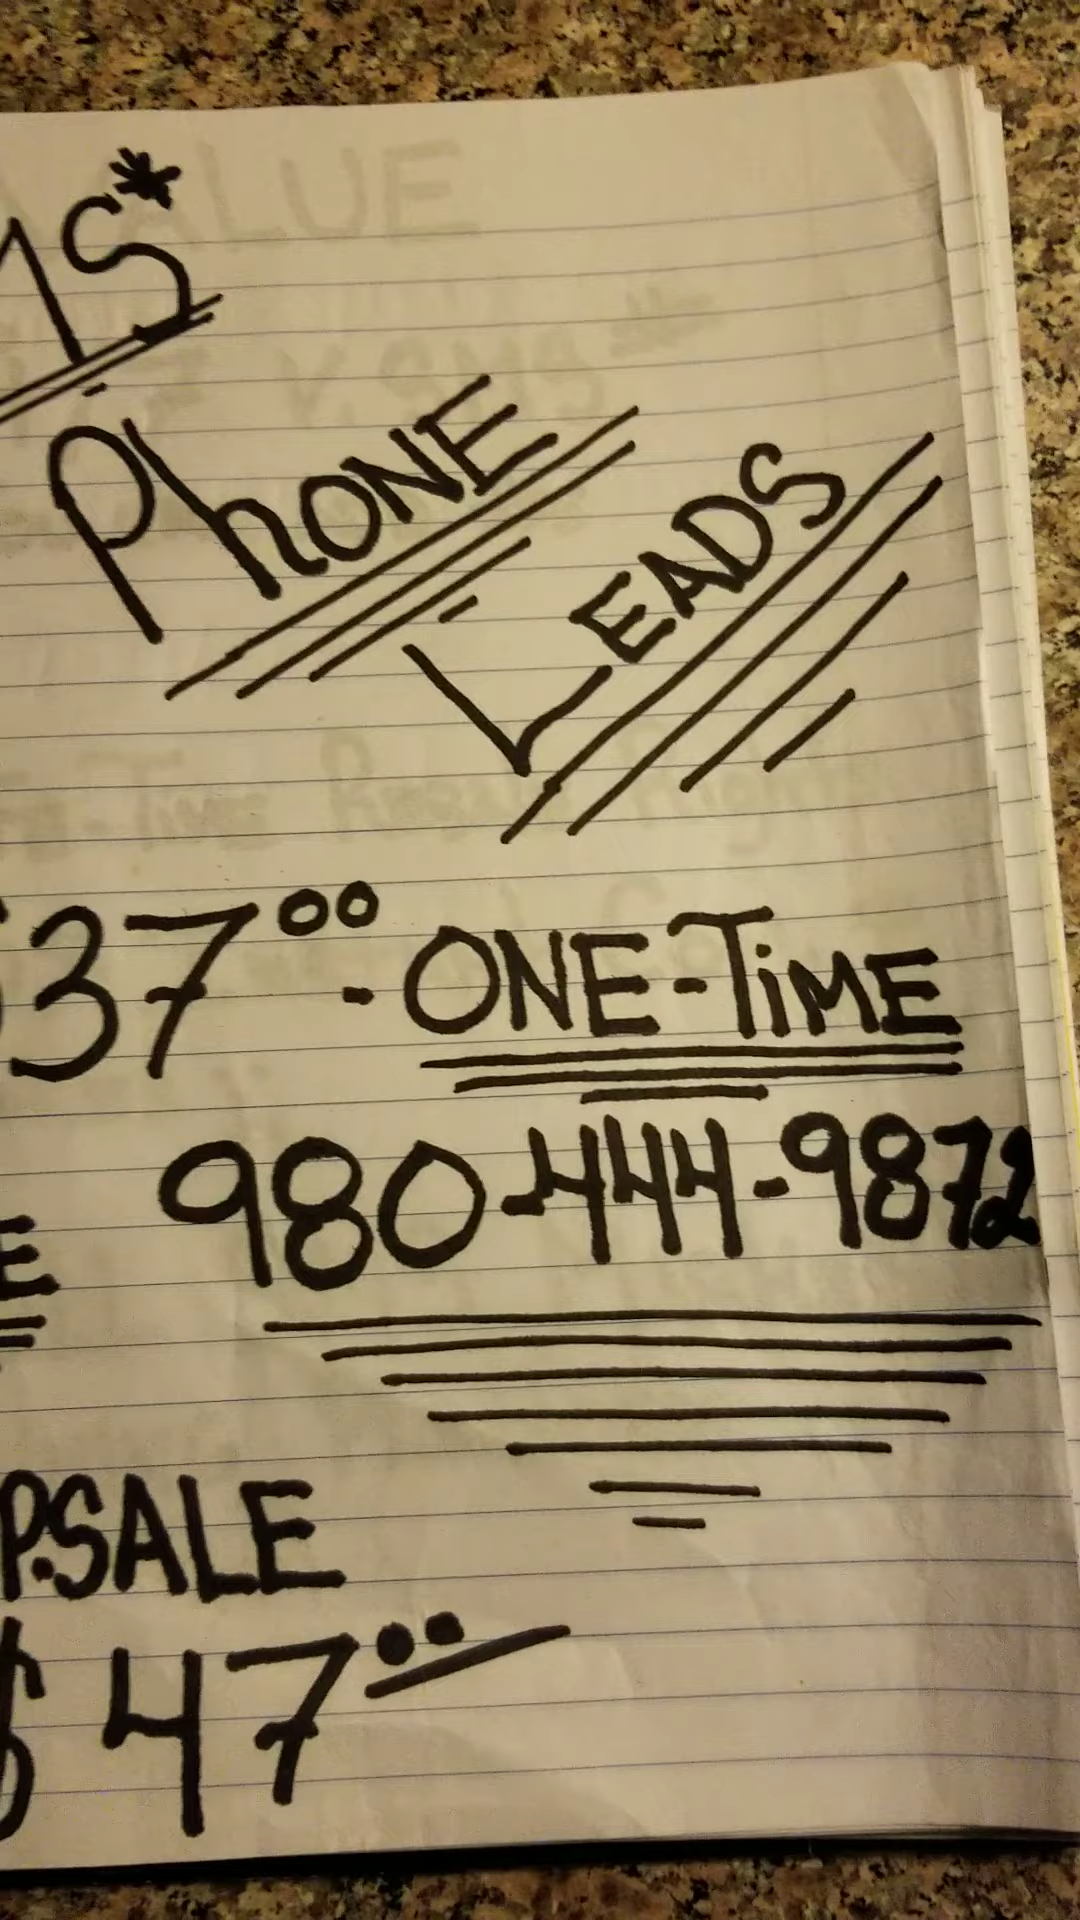 MS*
PhONE
LEADS
$37.00 - ONE-TiME
980-444-9872
E
P.SALE
$47.00